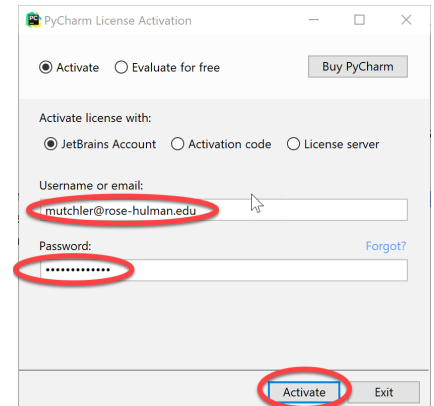 PyCharm License Activation
Activate Evaluate for free Buy PyCharm
Activate license with:
JetBrains Account Activation code License server
Username or email:
mutchler@rose-hulman.edu
Password: Forgot?
•••••••••••••
Activate Exit